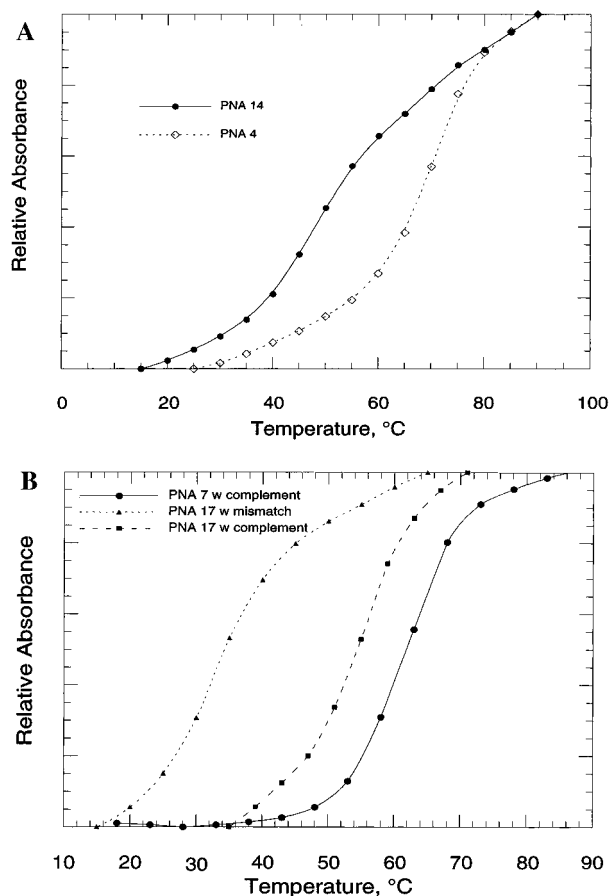 A
PNA 14
PNA 4
Relative Absorbance
0 20 40 60 80 100
Temperature, °C
B
PNA 7 w complement
PNA 17 w mismatch
PNA 17 w complement
Relative Absorbance
10 20 30 40 50 60 70 80 90
Temperature, °C